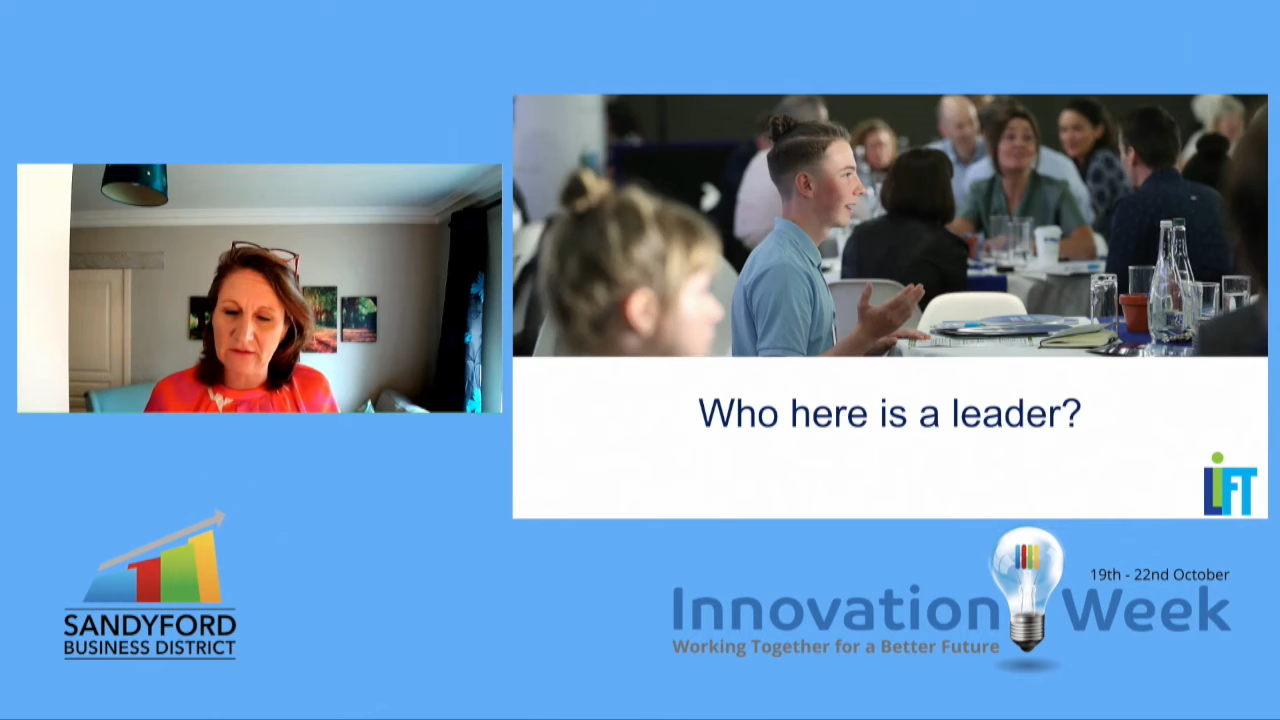 Who here is a leader?
LiFT
SANDYFORD
BUSINESS DISTRICT
19th - 22nd October
Innovation Week
Working Together for a Better Future